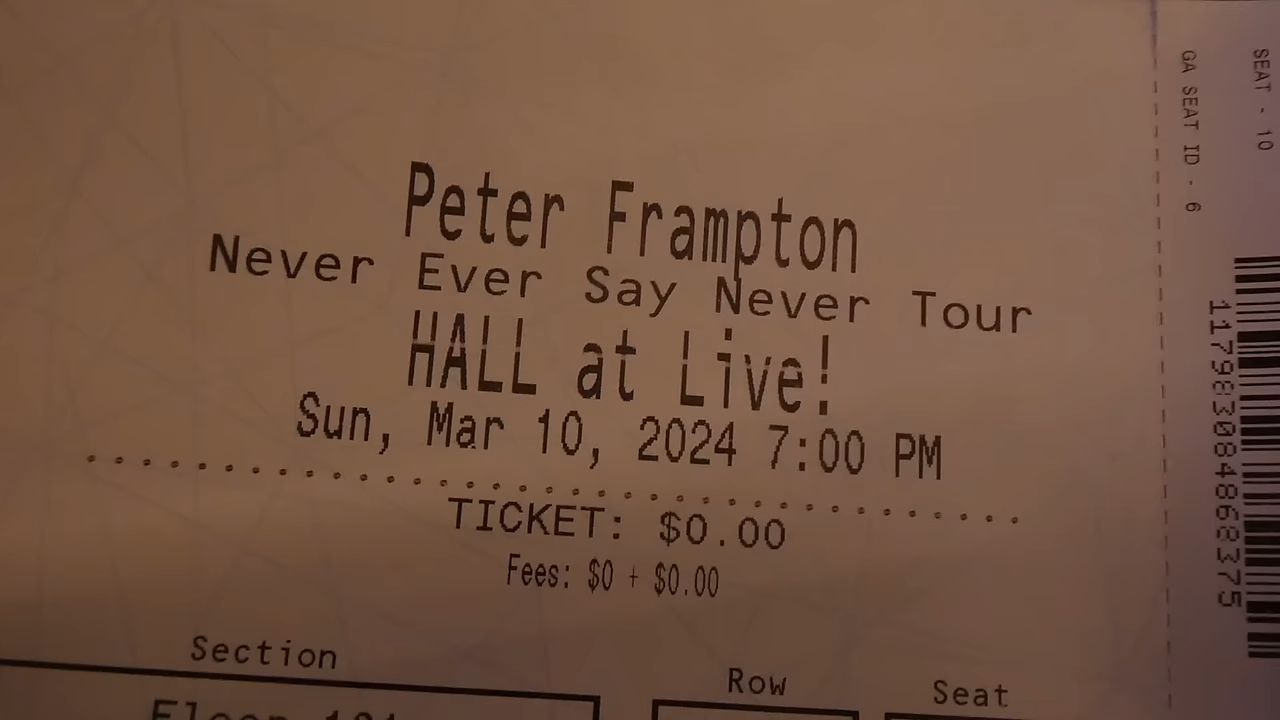 Peter Frampton
Never Ever Say Never Tour
HALL at Live!
Sun, Mar 10, 2024 7:00 PM
TICKET: $0.00
Fees: $0 + $0.00
Section
Row
Seat
SEAT - 10
GA SEAT ID - 6
117983084868375